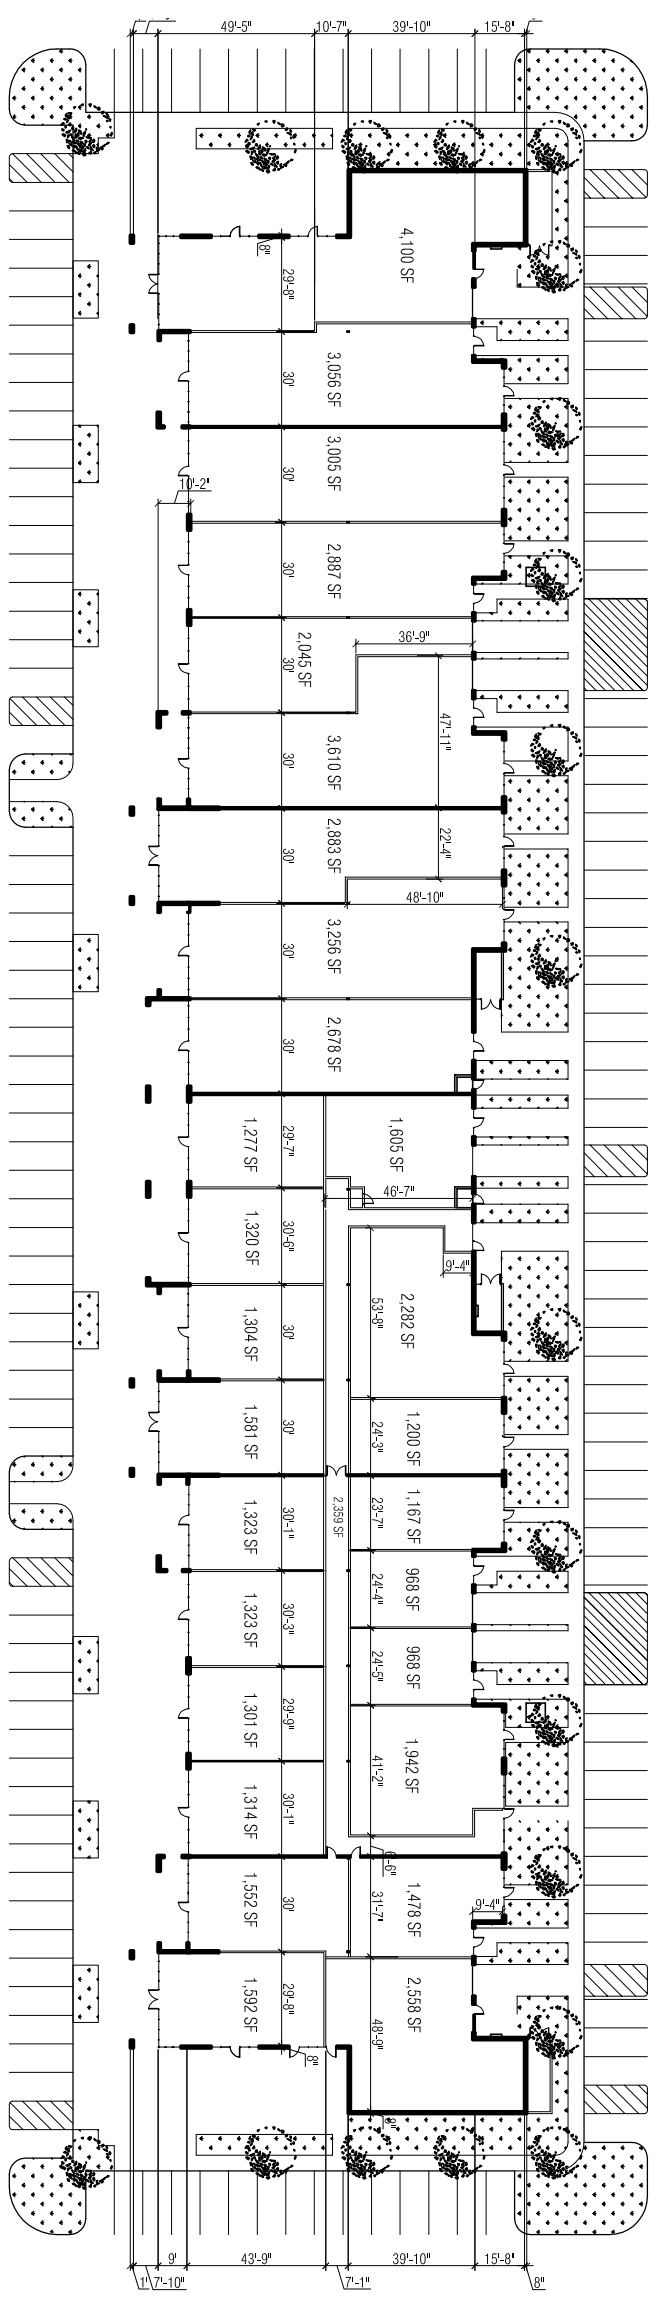 49'-5"
10'-7"
39'-10"
15'-8"
4,100 SF
8"
29'-8"
3,056 SF
30'
3,005 SF
30'
10'-2"
2,887 SF
30'
36'-9"
2,045 SF
30'
47'-11"
3,610 SF
30'
2,883 SF
30'
22'-4"
48'-10"
3,256 SF
30'
2,678 SF
30'
1,277 SF
29'-7"
1,605 SF
46'-7"
1,320 SF
30'-6"
9'-4"
1,304 SF
30'
53'-8"
2,282 SF
1,581 SF
30'
24'-3"
1,200 SF
1,323 SF
30'-1"
2,359 SF
23'-7"
1,167 SF
24'-4"
968 SF
1,323 SF
30'-3"
24'-5"
968 SF
1,301 SF
29'-9"
41'-2"
1,942 SF
1,314 SF
30'-1"
1,552 SF
30'
31'-7"
1,478 SF
9'-4"
1,592 SF
29'-8"
8"
48'-9"
2,558 SF
9'
43'-9"
39'-10"
15'-8"
1'
7'-10"
7'-1"
8"